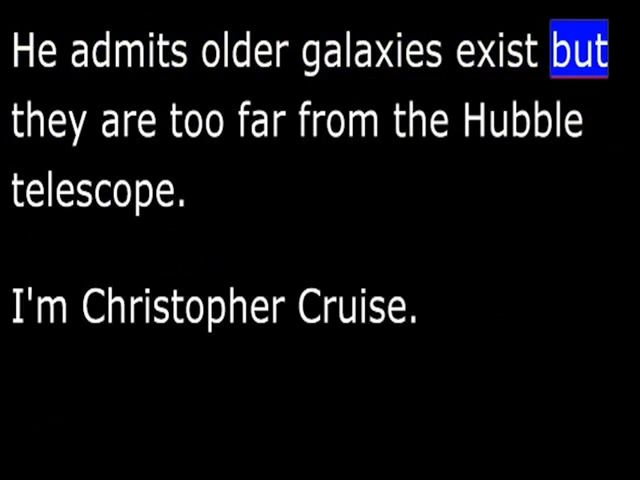 He admits older galaxies exist but
they are too far from the Hubble
telescope.
I'm Christopher Cruise.